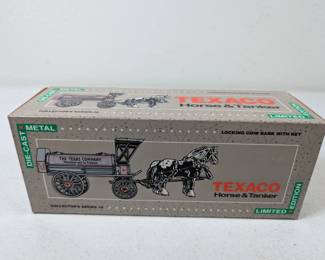 TEXACO
Horse & Tanker
DIE-CAST METAL
LOCKING COIN BANK WITH KEY
THE TEXAS COMPANY
TEXACO
Horse & Tanker
COLLECTOR'S SERIES
LIMITED EDITION